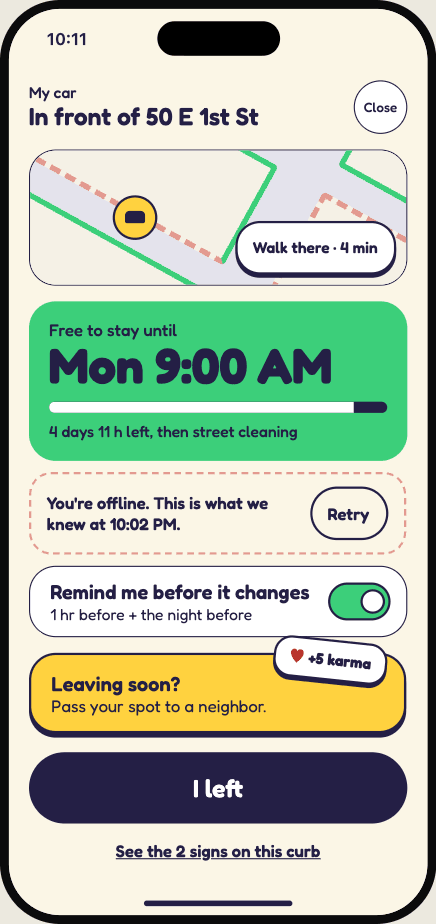 10:11
My car
In front of 50 E 1st St
Close
Walk there · 4 min
Free to stay until
Mon 9:00 AM
4 days 11 h left, then street cleaning
You're offline. This is what we
knew at 10:02 PM.
Retry
Remind me before it changes
1 hr before + the night before
+5 karma
Leaving soon?
Pass your spot to a neighbor.
I left
See the 2 signs on this curb